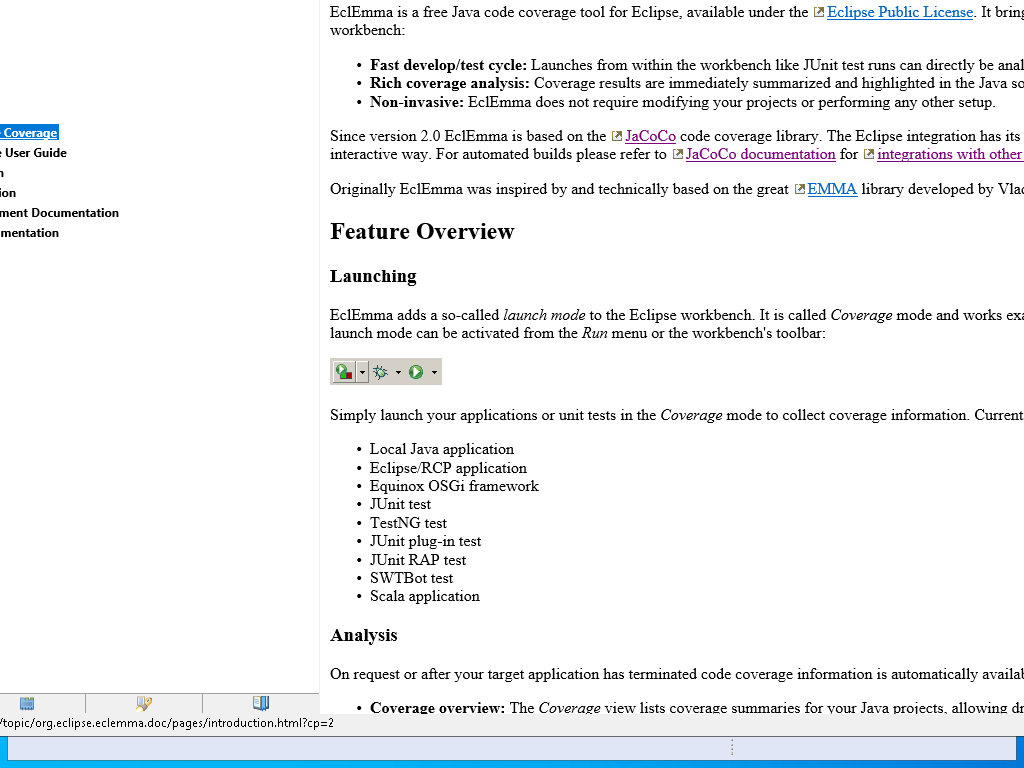 EclEmma is a free Java code coverage tool for Eclipse, available under the Eclipse Public License. It bring
workbench:
• Fast develop/test cycle: Launches from within the workbench like JUnit test runs can directly be anal
• Rich coverage analysis: Coverage results are immediately summarized and highlighted in the Java so
• Non-invasive: EclEmma does not require modifying your projects or performing any other setup.
Since version 2.0 EclEmma is based on the JaCoCo code coverage library. The Eclipse integration has its
interactive way. For automated builds please refer to JaCoCo documentation for integrations with other
Originally EclEmma was inspired by and technically based on the great EMMA library developed by Vlad
Feature Overview
Launching
EclEmma adds a so-called launch mode to the Eclipse workbench. It is called Coverage mode and works exa
launch mode can be activated from the Run menu or the workbench's toolbar:
Simply launch your applications or unit tests in the Coverage mode to collect coverage information. Current
• Local Java application
• Eclipse/RCP application
• Equinox OSGi framework
• JUnit test
• TestNG test
• JUnit plug-in test
• JUnit RAP test
• SWTBot test
• Scala application
Analysis
On request or after your target application has terminated code coverage information is automatically availab
• Coverage overview: The Coverage view lists coverage summaries for your Java projects, allowing dr
Coverage
User Guide
ion
ment Documentation
mentation
/topic/org.eclipse.eclemma.doc/pages/introduction.html?cp=2